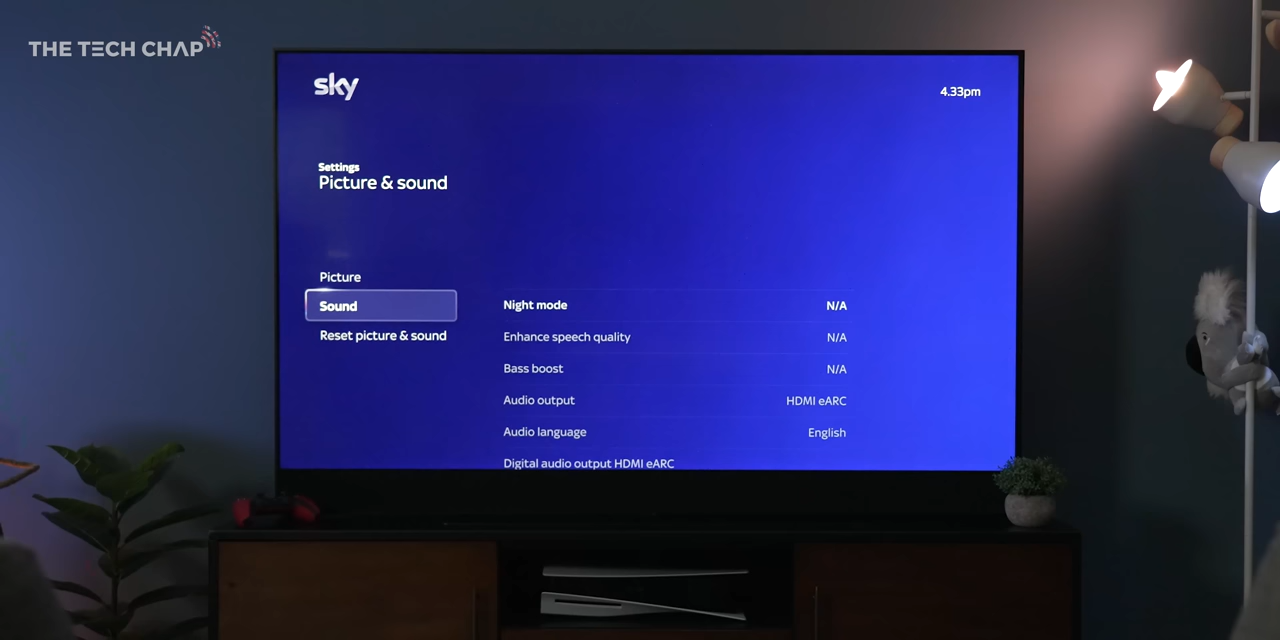 THE TECH CHAP
sky
4.33pm
Settings
Picture & sound
Picture
Sound
Reset picture & sound
Night mode N/A
Enhance speech quality N/A
Bass boost N/A
Audio output HDMI eARC
Audio language English
Digital audio output HDMI eARC